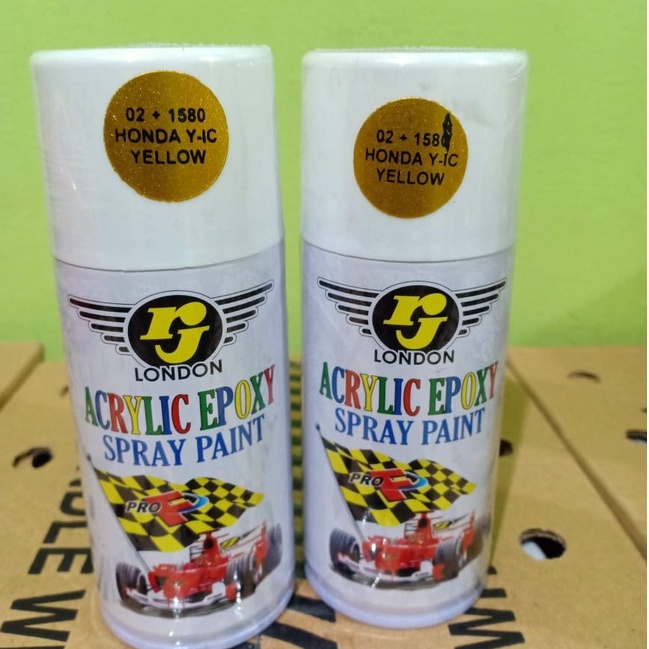 02 + 1580
HONDA Y-IC
YELLOW
rj
LONDON
ACRYLIC EPOXY
SPRAY PAINT
PRO
02 + 158
HONDA Y-IC
YELLOW
rj
LONDON
ACRYLIC EPOXY
SPRAY PAINT
PRO